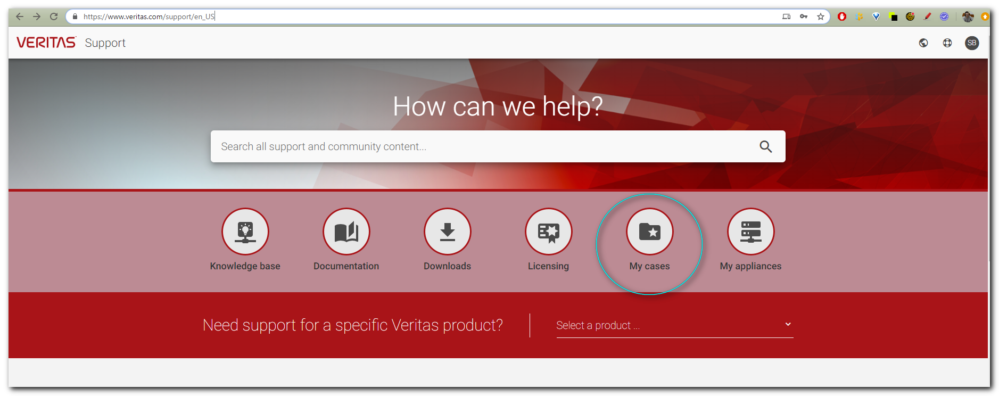 https://www.veritas.com/support/en_US
VERITAS™ Support
SB
How can we help?
Search all support and community content...
Knowledge base
Documentation
Downloads
Licensing
My cases
My appliances
Need support for a specific Veritas product?
Select a product ...